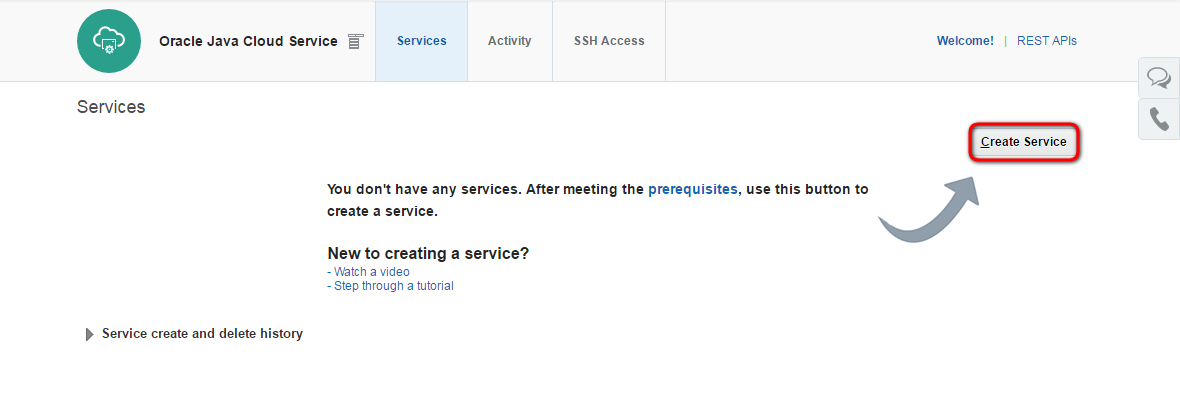 Oracle Java Cloud Service
Services
Activity
SSH Access
Welcome! | REST APIs
Services
Create Service
You don't have any services. After meeting the prerequisites, use this button to
create a service.
New to creating a service?
- Watch a video
- Step through a tutorial
Service create and delete history